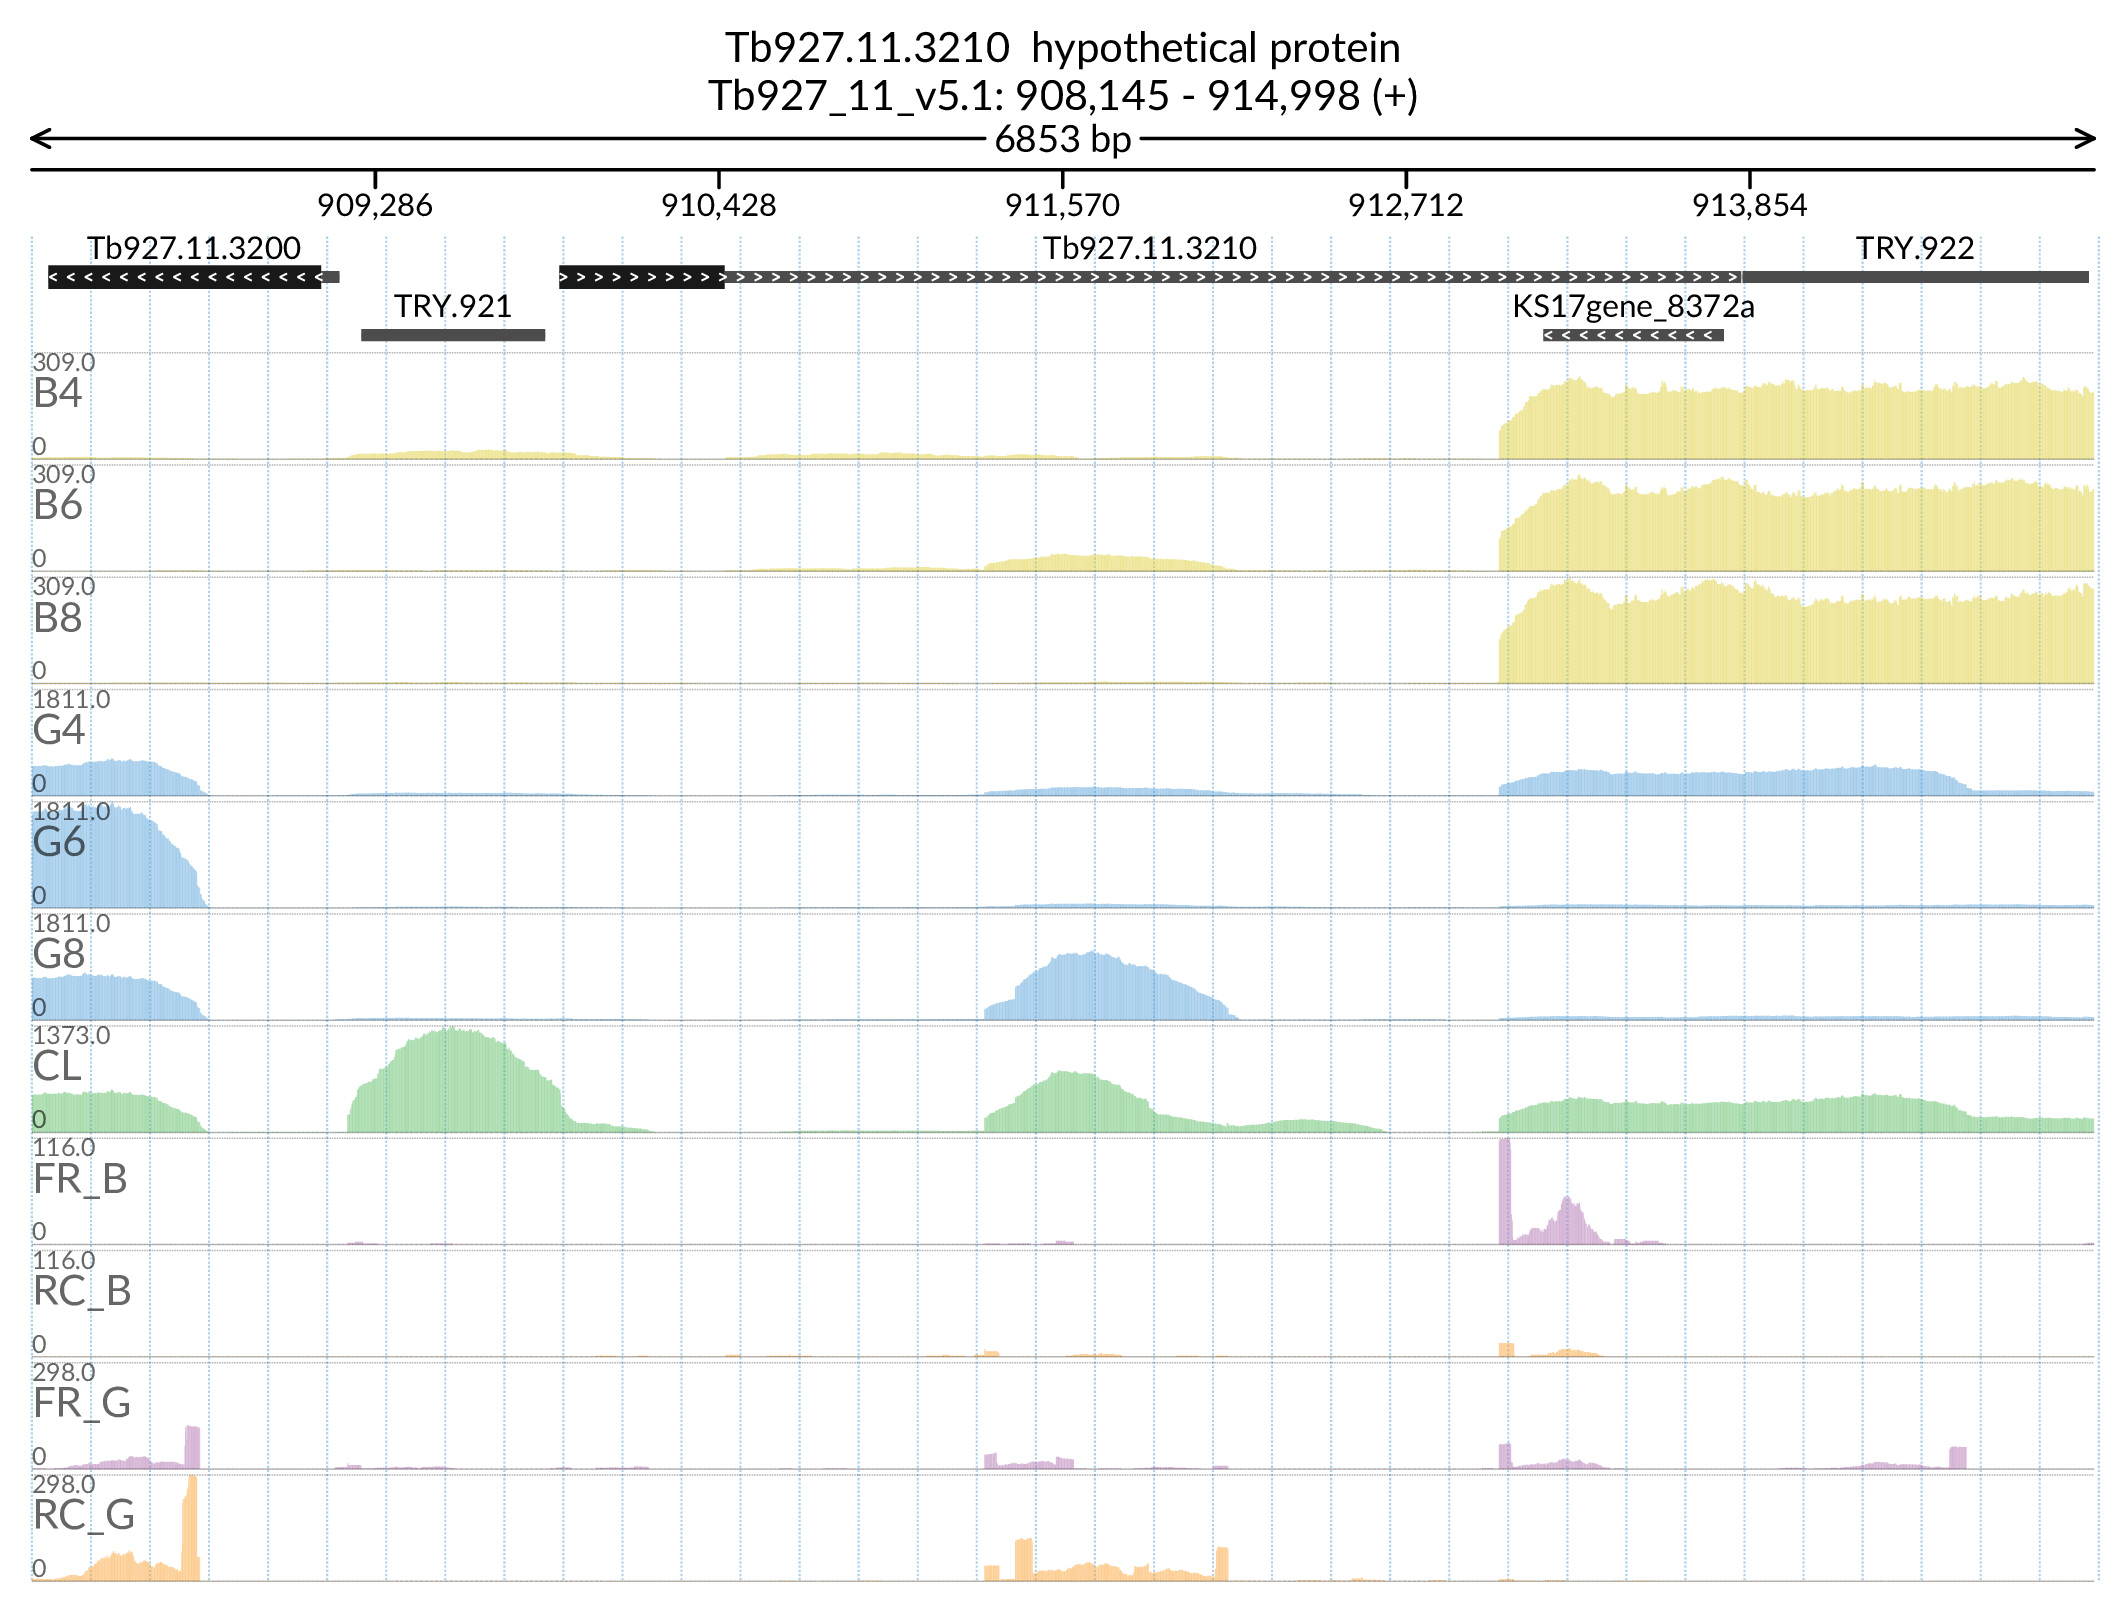 Tb927.11.3210 hypothetical protein
Tb927_11_v5.1: 908,145 - 914,998 (+)
6853 bp
909,286 910,428 911,570 912,712 913,854
Tb927.11.3200 Tb927.11.3210 TRY.922
TRY.921 KS17gene_8372a
309.0
B4
0
309.0
B6
0
309.0
B8
0
1811.0
G4
0
1811.0
G6
0
1811.0
G8
0
1373.0
CL
0
116.0
FR_B
0
116.0
RC_B
0
298.0
FR_G
0
298.0
RC_G
0